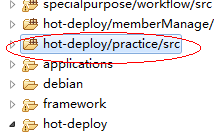 specialpurpose/workflow/src
hot-deploy/memberManage/
hot-deploy/practice/src
applications
debian
framework
hot-deploy